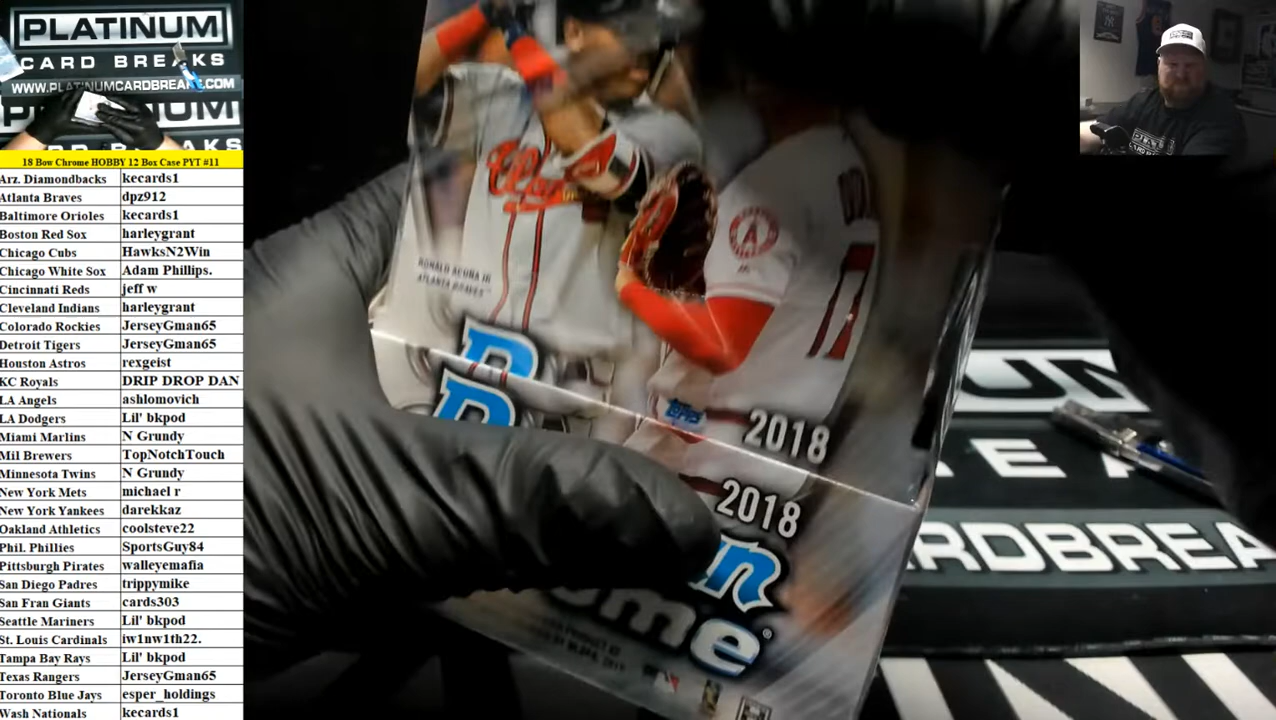 PLATINUM
CARD BREAKS
WWW.PLATINUMCARDBREAKS.COM
18 Bow Chrome HOBBY 12 Box Case PYT #11
Arz. Diamondbacks kecards1
Atlanta Braves dpz912
Baltimore Orioles kecards1
Boston Red Sox harleygrant
Chicago Cubs HawksN2Win
Chicago White Sox Adam Phillips.
Cincinnati Reds jeff w
Cleveland Indians harleygrant
Colorado Rockies JerseyGman65
Detroit Tigers JerseyGman65
Houston Astros rexgeist
KC Royals DRIP DROP DAN
LA Angels ashlomovich
LA Dodgers Lil' bkpod
Miami Marlins N Grundy
Mil Brewers TopNotchTouch
Minnesota Twins N Grundy
New York Mets michael r
New York Yankees darekkaz
Oakland Athletics coolsteve22
Phil. Phillies SportsGuy84
Pittsburgh Pirates walleyemafia
San Diego Padres trippymike
San Fran Giants cards303
Seattle Mariners Lil' bkpod
St. Louis Cardinals iw1nw1th22.
Tampa Bay Rays Lil' bkpod
Texas Rangers JerseyGman65
Toronto Blue Jays esper_holdings
Wash Nationals kecards1
RONALD ACUÑA JR
ATLANTA BRAVES
17
topps
2018
2018
ARDBREA
PLATINUM